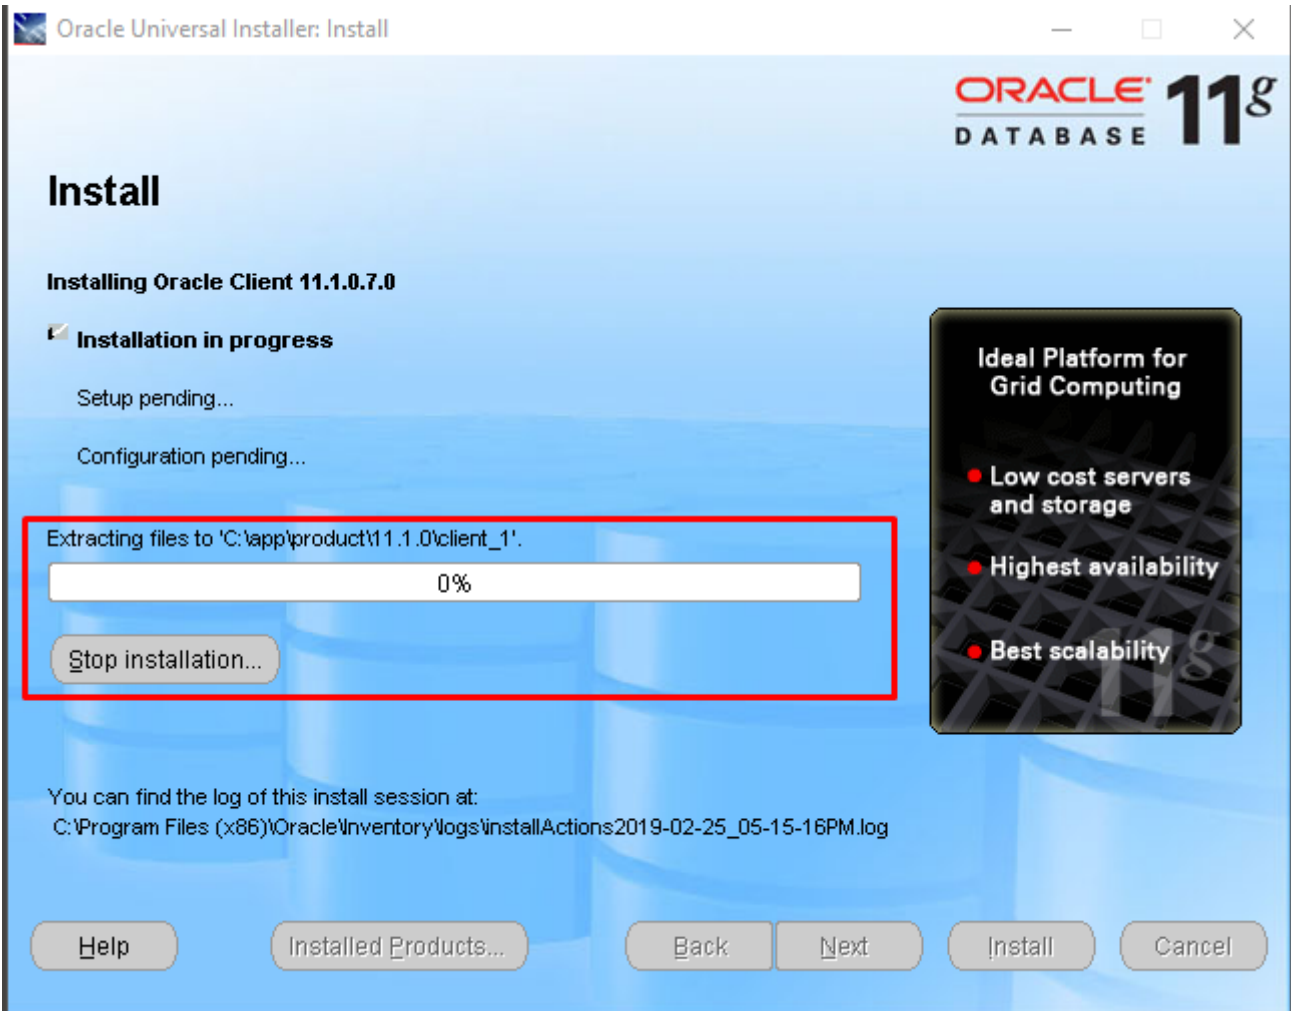 Oracle Universal Installer: Install
ORACLE 11g
DATABASE
Install
Installing Oracle Client 11.1.0.7.0
Installation in progress
Setup pending...
Configuration pending...
Extracting files to 'C:\app\product\11.1.0\client_1'.
0%
Stop installation...
Ideal Platform for
Grid Computing
Low cost servers
and storage
Highest availability
Best scalability
11g
You can find the log of this install session at:
C:\Program Files (x86)\Oracle\Inventory\logs\installActions2019-02-25_05-15-16PM.log
Help
Installed Products...
Back
Next
Install
Cancel